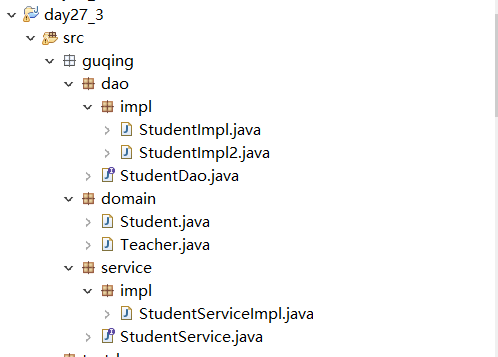 day27_3
src
guqing
dao
impl
StudentImpl.java
StudentImpl2.java
StudentDao.java
domain
Student.java
Teacher.java
service
impl
StudentServiceImpl.java
StudentService.java